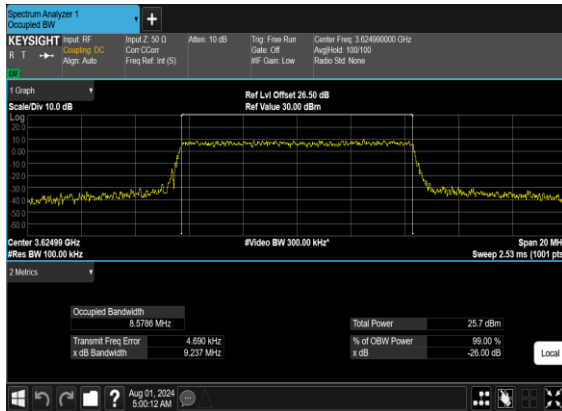 Spectrum Analyzer 1
Occupied BW
KEYSIGHT
R T
Input: RF
Coupling: DC
Align: Auto
Input Z: 50 Ω
Corr CCorr
Freq Ref: Int (S)
Atten: 10 dB
Trig: Free Run
Gate: Off
#IF Gain: Low
Center Freq: 3.624990000 GHz
Avg|Hold: 100/100
Radio Std: None
1 Graph
Scale/Div 10.0 dB
Ref Lvl Offset 26.50 dB
Ref Value 30.00 dBm
Log
20.0
10.0
0.00
-10.0
-20.0
-30.0
-40.0
-50.0
-60.0
Center 3.62499 GHz
#Video BW 300.00 kHz*
Span 20 MH
#Res BW 100.00 kHz
Sweep 2.53 ms (1001 pts
2 Metrics
Occupied Bandwidth
8.5786 MHz
Total Power 25.7 dBm
Transmit Freq Error 4.690 kHz
% of OBW Power 99.00 %
x dB Bandwidth 9.237 MHz
x dB -26.00 dB
Local
Aug 01, 2024
5:00:12 AM